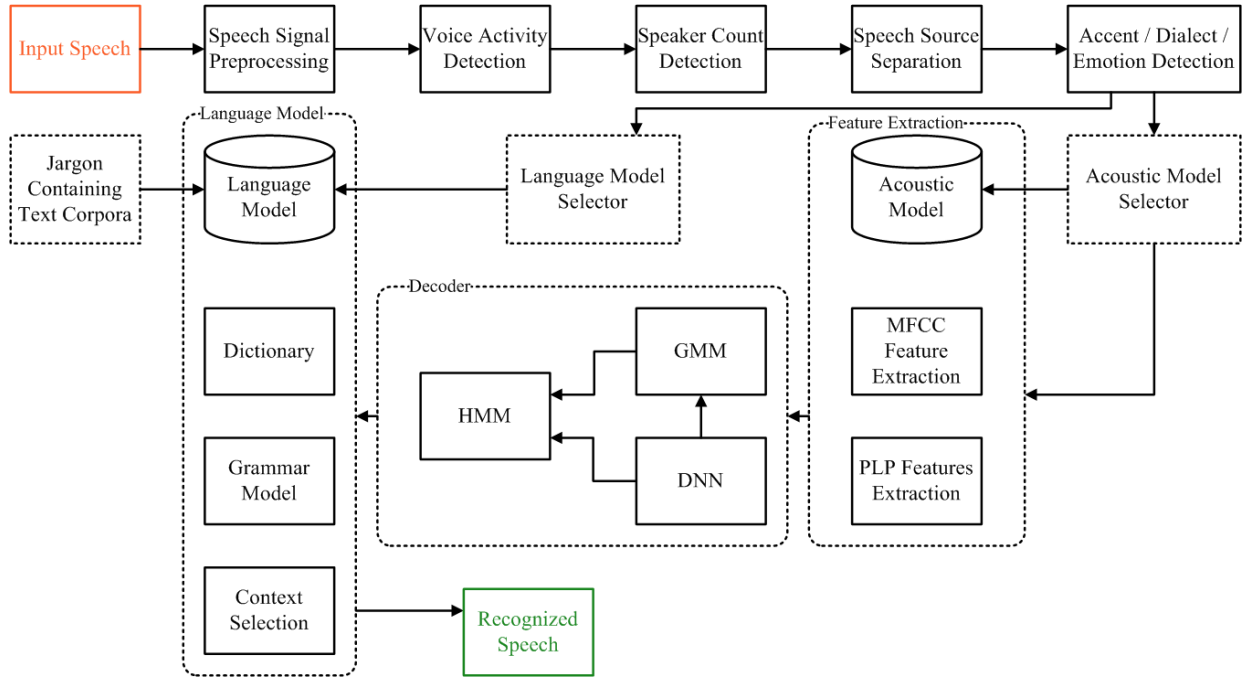 Input Speech
Speech Signal
Preprocessing
Voice Activity
Detection
Speaker Count
Detection
Speech Source
Separation
Accent / Dialect /
Emotion Detection
Language Model
Feature Extraction
Jargon
Containing
Text Corpora
Language
Model
Language Model
Selector
Acoustic
Model
Acoustic Model
Selector
Decoder
Dictionary
GMM
MFCC
Feature
Extraction
HMM
Grammar
Model
DNN
PLP Features
Extraction
Context
Selection
Recognized
Speech